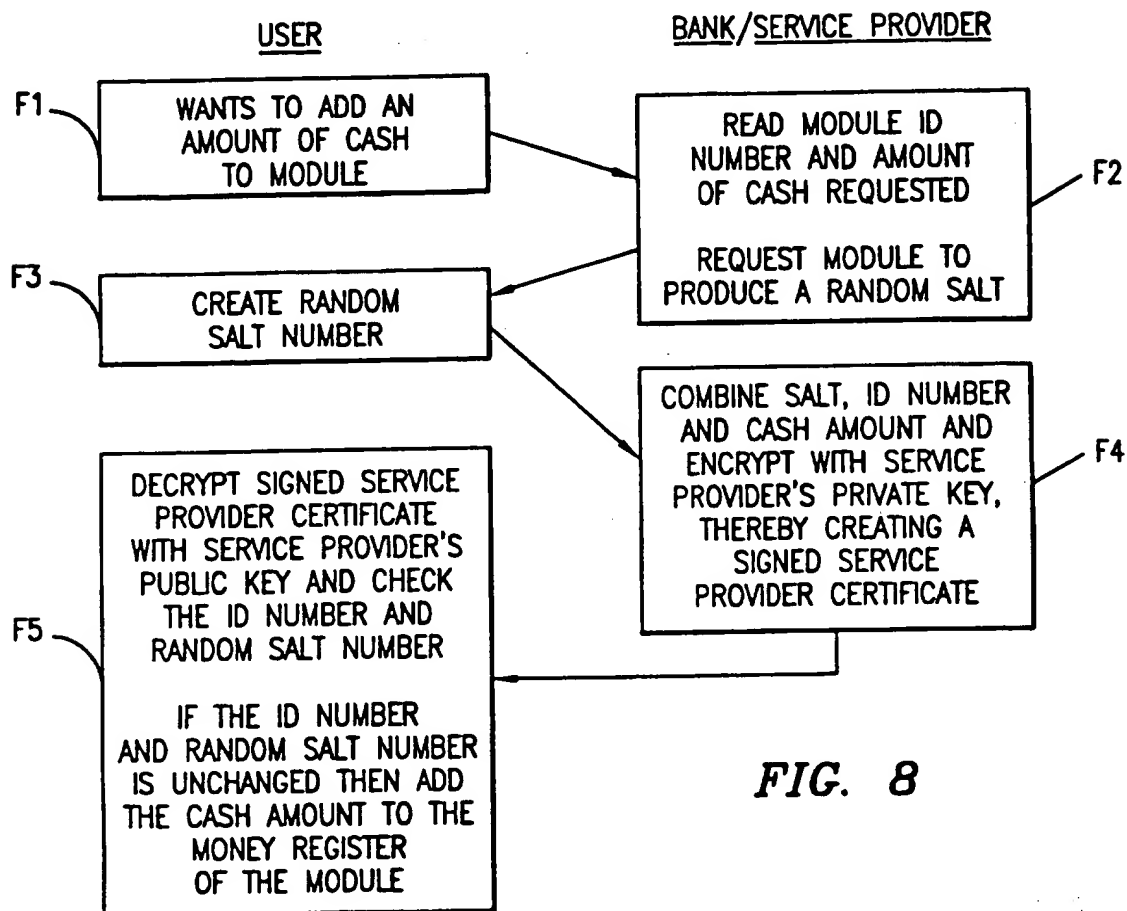 USER
BANK/SERVICE PROVIDER
F1
WANTS TO ADD AN
AMOUNT OF CASH
TO MODULE
READ MODULE ID
NUMBER AND AMOUNT
OF CASH REQUESTED
REQUEST MODULE TO
PRODUCE A RANDOM SALT
F2
F3
CREATE RANDOM
SALT NUMBER
COMBINE SALT, ID NUMBER
AND CASH AMOUNT AND
ENCRYPT WITH SERVICE
PROVIDER'S PRIVATE KEY,
THEREBY CREATING A
SIGNED SERVICE
PROVIDER CERTIFICATE
F4
F5
DECRYPT SIGNED SERVICE
PROVIDER CERTIFICATE
WITH SERVICE PROVIDER'S
PUBLIC KEY AND CHECK
THE ID NUMBER AND
RANDOM SALT NUMBER
IF THE ID NUMBER
AND RANDOM SALT NUMBER
IS UNCHANGED THEN ADD
THE CASH AMOUNT TO THE
MONEY REGISTER
OF THE MODULE
FIG. 8